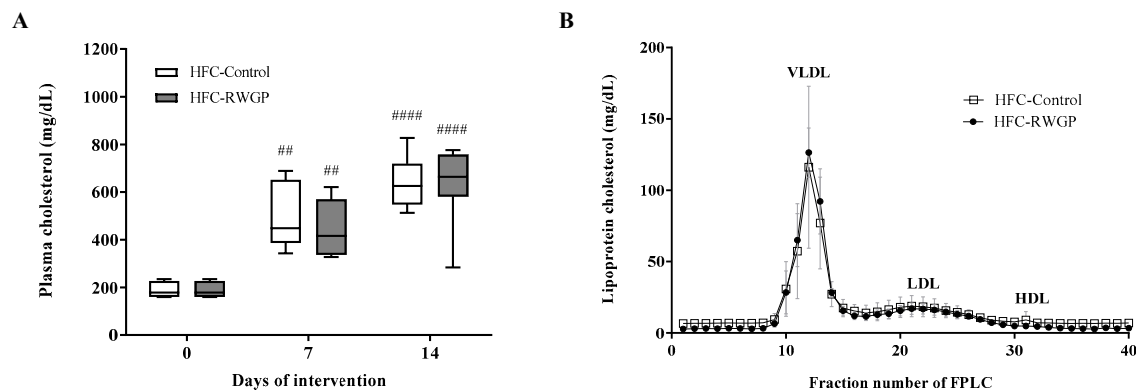 A
Plasma cholesterol (mg/dL)
1200
1000
800
600
400
200
0
HFC-Control
HFC-RWGP
##
##
####
####
0 7 14
Days of intervention
B
Lipoprotein cholesterol (mg/dL)
200
150
100
50
0
VLDL
LDL
HDL
HFC-Control
HFC-RWGP
0 10 20 30 40
Fraction number of FPLC